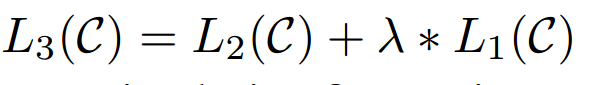 L₃(𝒞) = L₂(𝒞) + λ ∗ L₁(𝒞)